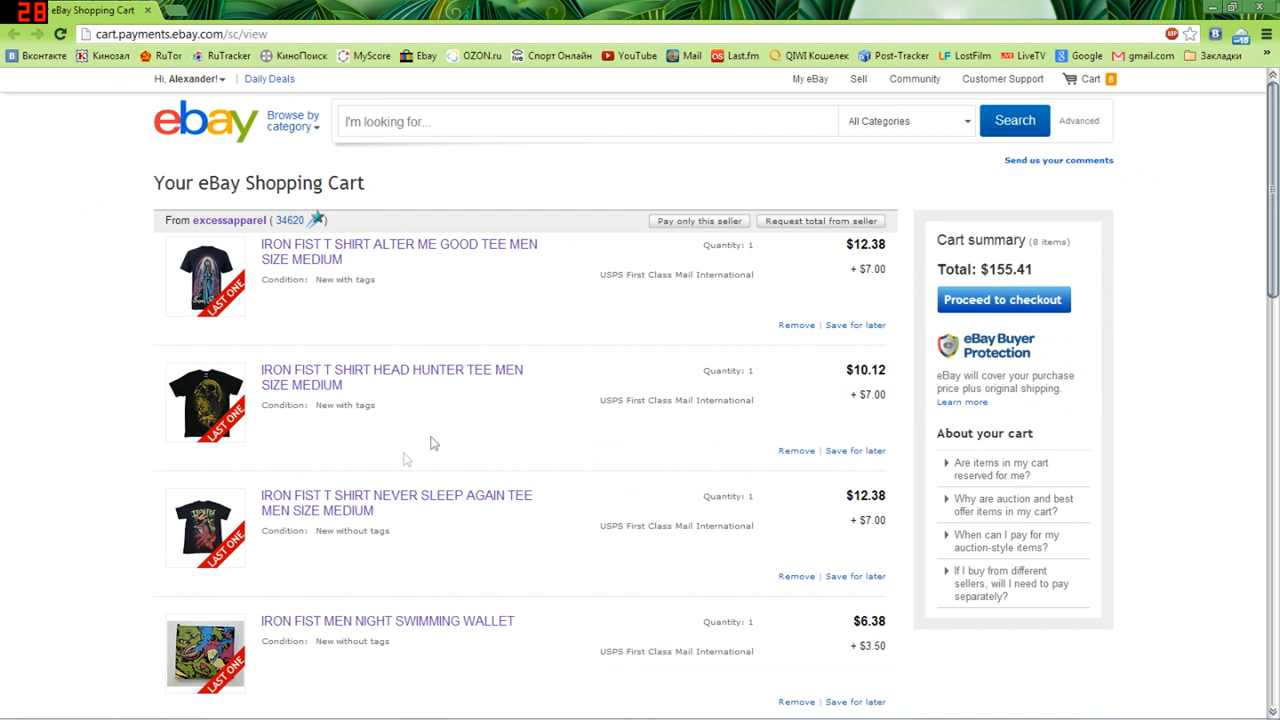 28
eBay Shopping Cart
cart.payments.ebay.com/sc/view
Вконтакте Кинозал RuTor RuTracker КиноПоиск MyScore Ebay OZON.ru Спорт Онлайн YouTube Mail Last.fm QIWI Кошелек Post-Tracker LostFilm LiveTV Google gmail.com Закладки
Hi, Alexander! Daily Deals My eBay Sell Community Customer Support Cart 8
ebay Browse by category I'm looking for... All Categories Search Advanced
Send us your comments
Your eBay Shopping Cart
From excessapparel ( 34620 ) Pay only this seller Request total from seller
IRON FIST T SHIRT ALTER ME GOOD TEE MEN Quantity: 1 $12.38
SIZE MEDIUM
Condition: New with tags USPS First Class Mail International + $7.00
LAST ONE
Remove | Save for later
IRON FIST T SHIRT HEAD HUNTER TEE MEN Quantity: 1 $10.12
SIZE MEDIUM
Condition: New with tags USPS First Class Mail International + $7.00
LAST ONE
Remove | Save for later
IRON FIST T SHIRT NEVER SLEEP AGAIN TEE Quantity: 1 $12.38
MEN SIZE MEDIUM
Condition: New without tags USPS First Class Mail International + $7.00
LAST ONE
Remove | Save for later
IRON FIST MEN NIGHT SWIMMING WALLET Quantity: 1 $6.38
Condition: New without tags USPS First Class Mail International + $3.50
LAST ONE
Remove | Save for later
Cart summary (8 items)
Total: $155.41
Proceed to checkout
eBay Buyer
Protection
eBay will cover your purchase
price plus original shipping.
Learn more
About your cart
Are items in my cart
reserved for me?
Why are auction and best
offer items in my cart?
When can I pay for my
auction-style items?
If I buy from different
sellers, will I need to pay
separately?